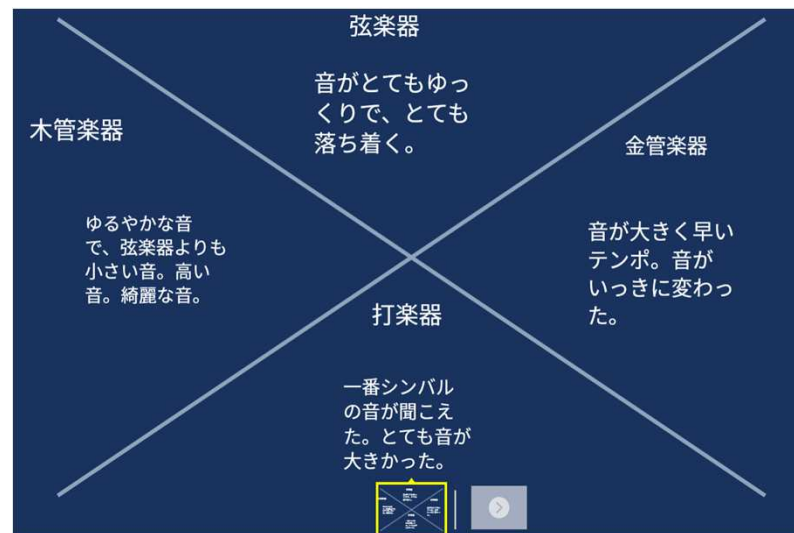 弦楽器
音がとてもゆっ
くりで、とても
落ち着く。
木管楽器
ゆるやかな音
で、弦楽器よりも
小さい音。高い
音。綺麗な音。
金管楽器
音が大きく早い
テンポ。音が
いっきに変わっ
た。
打楽器
一番シンバル
の音が聞こえ
た。とても音が
大きかった。